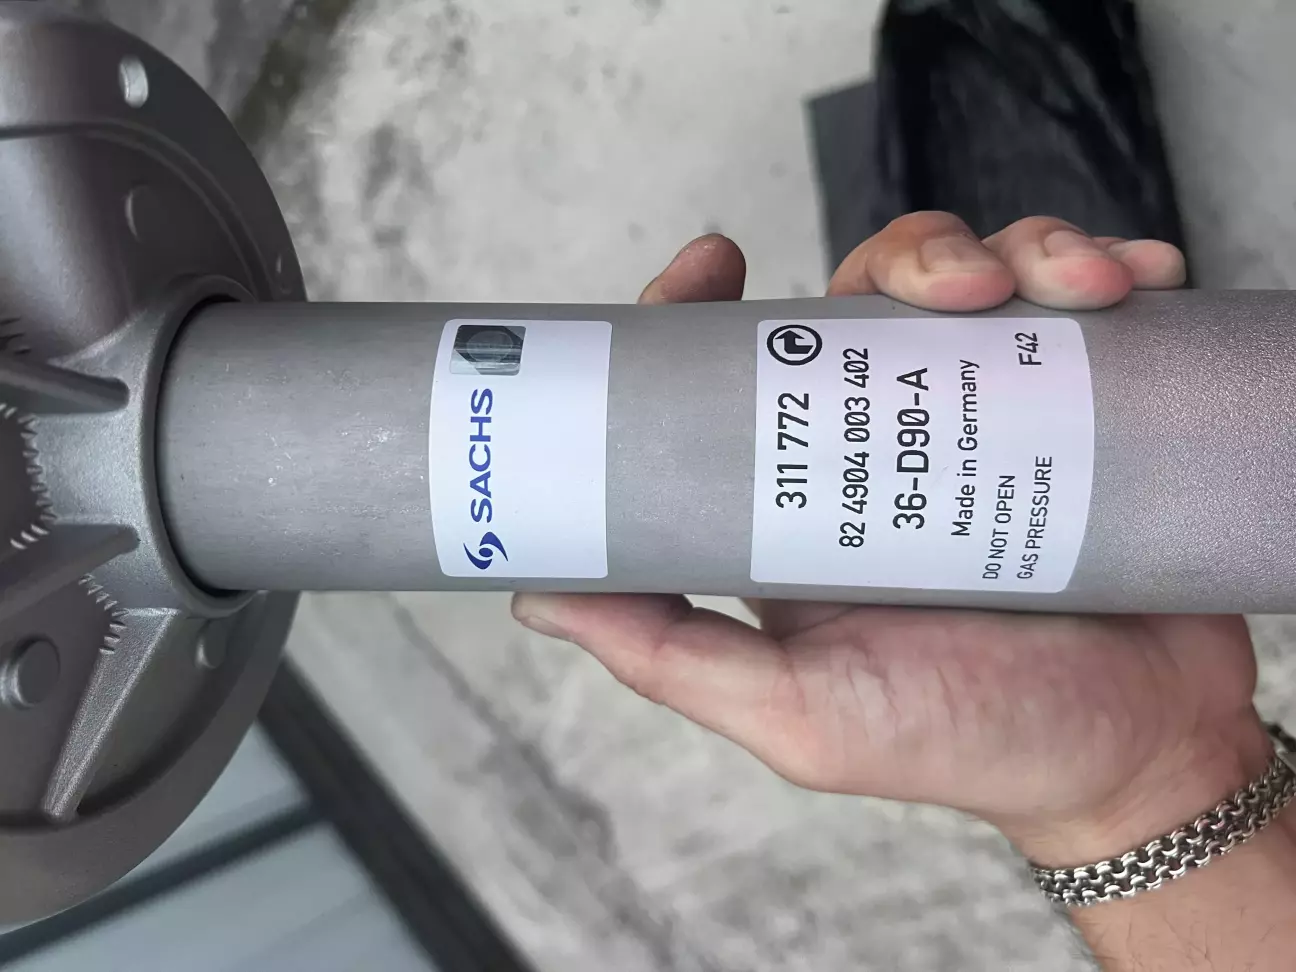 SACHS
311 772
82 4904 003 402
36-D90-A
Made in Germany
DO NOT OPEN
GAS PRESSURE F42